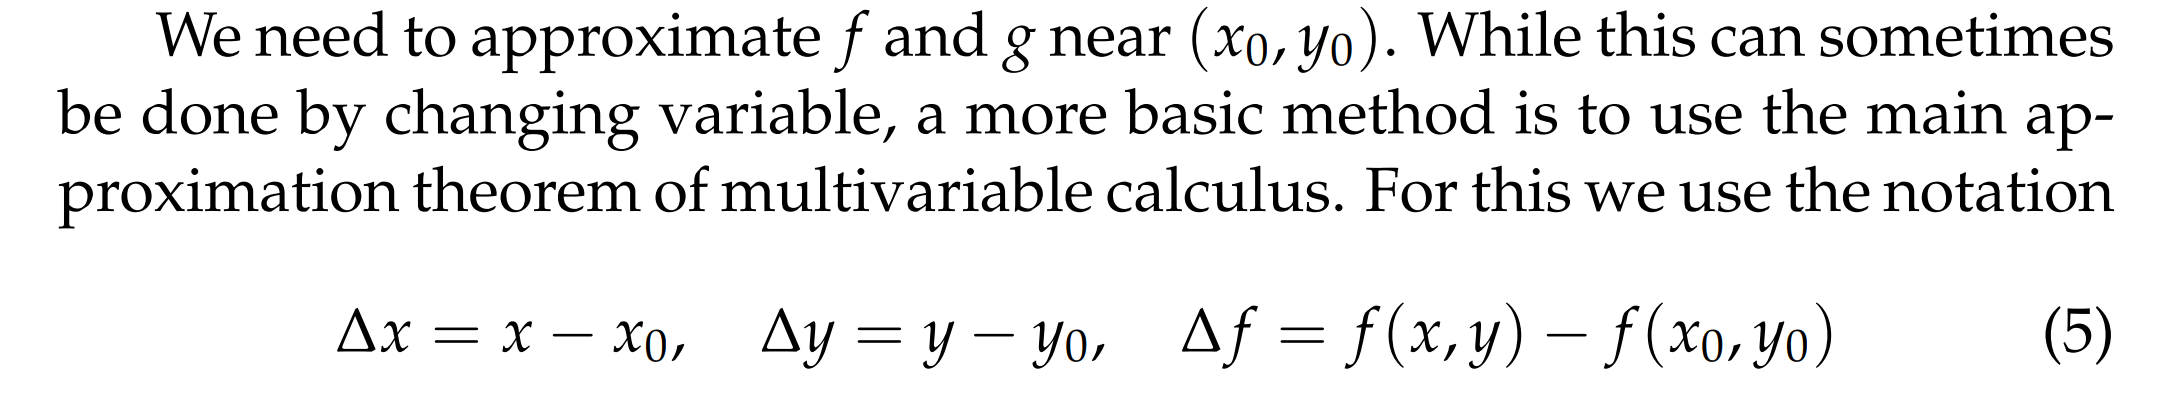 We need to approximate f and g near (x₀, y₀). While this can sometimes
be done by changing variable, a more basic method is to use the main ap-
proximation theorem of multivariable calculus. For this we use the notation
Δx = x − x₀, Δy = y − y₀, Δf = f(x, y) − f(x₀, y₀) (5)